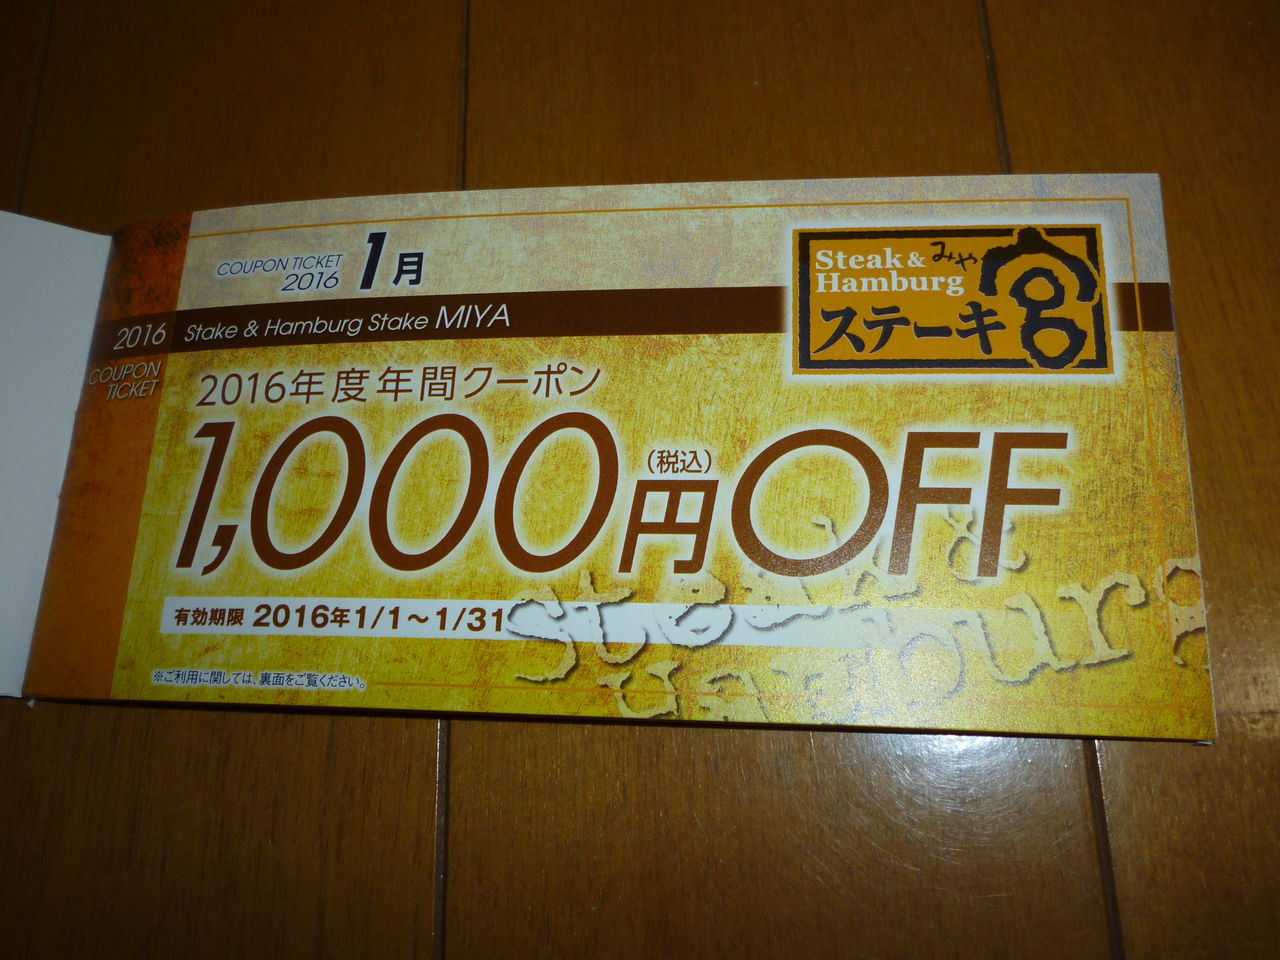 COUPON TICKET
2016
1月
Steak &
Hamburg
みや
ステーキ宮
2016
Stake & Hamburg Stake MIYA
COUPON
TICKET
2016年度年間クーポン
1,000円(税込)OFF
有効期限 2016年1/1～1/31
steak &
hamburg
※ご利用に関しては、裏面をご覧ください。